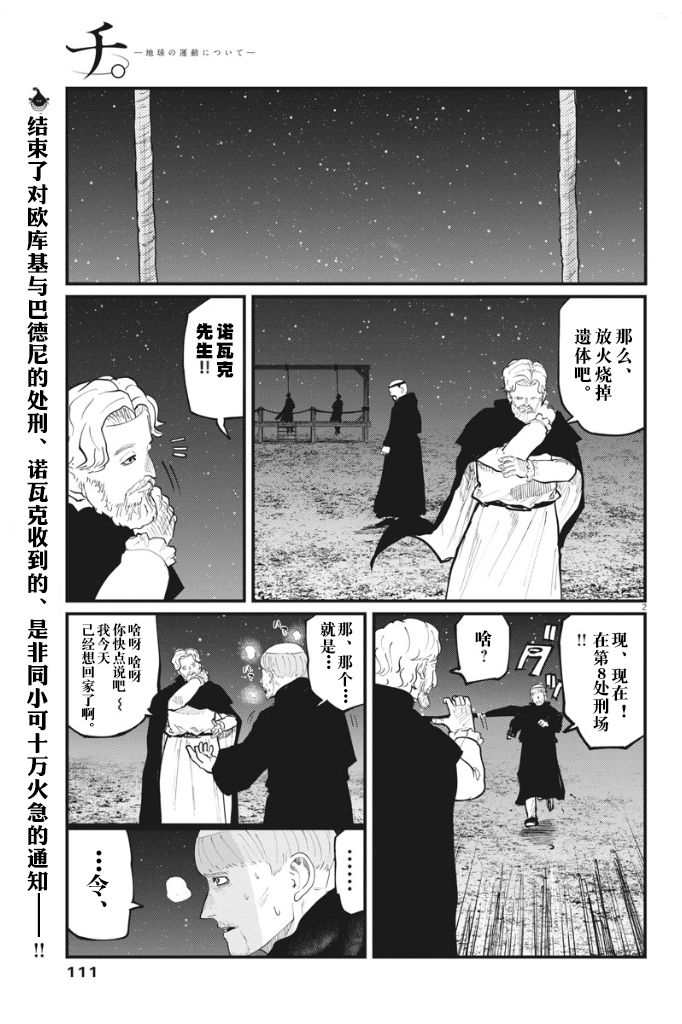 チ。
—地球の運動について—
结束了对欧库基与巴德尼的处刑、诺瓦克收到的、是非同小可十万火急的通知——!!
那么、
放火烧掉
遗体吧。
诺瓦克
先生!!
2
现、现在！
在第8处刑场
!!
啥?
那、那个…
就是…
啥呀 啥呀
你快点说吧～
我今天
已经想回家了啊。
………
…令、
111